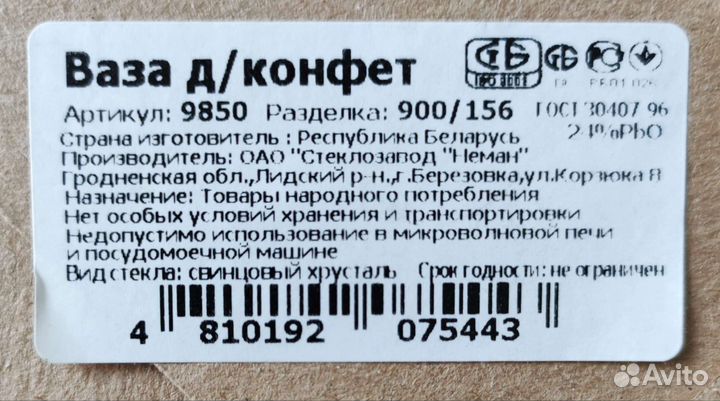 Ваза д/конфет
Артикул: 9850 Разделка: 900/156 ГОСТ 30407 96
Страна изготовитель : Республика Беларусь 24%PbO
Производитель: ОАО "Стеклозавод "Неман"
Гродненская обл.,Лидский р-н.,г.Березовка,ул.Корзюка 8
Назначение: Товары народного потребления
Нет особых условий хранения и транспортировки
Недопустимо использование в микроволновой печи
и посудомоечной машине
Вид стекла: свинцовый хрусталь Срок годности: не ограничен
4 810192 075443
Avito